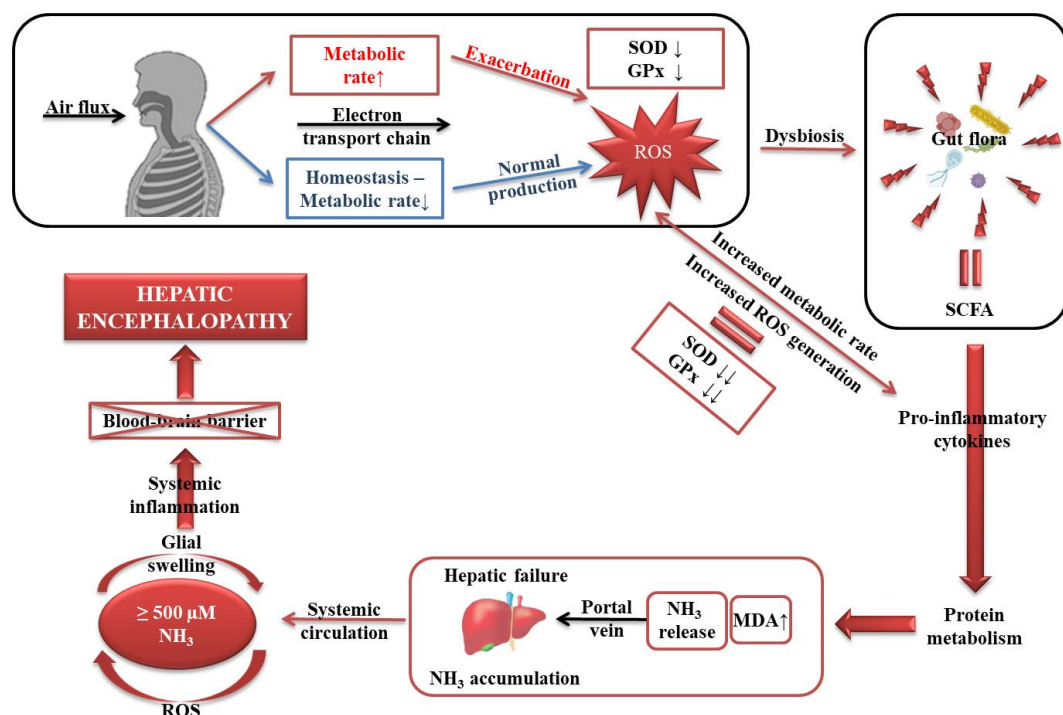 Air flux
Metabolic
rate↑
Exacerbation
SOD ↓
GPx ↓
Electron
transport chain
ROS
Homeostasis –
Metabolic rate↓
Normal
production
Dysbiosis
Gut flora
SCFA
Increased metabolic rate
Increased ROS generation
SOD ↓↓
GPx ↓↓
Pro-inflammatory
cytokines
Protein
metabolism
MDA↑
NH₃
release
Portal
vein
Hepatic failure
NH₃ accumulation
Systemic
circulation
≥ 500 µM
NH₃
ROS
Glial
swelling
Systemic
inflammation
Blood-brain barrier
HEPATIC
ENCEPHALOPATHY